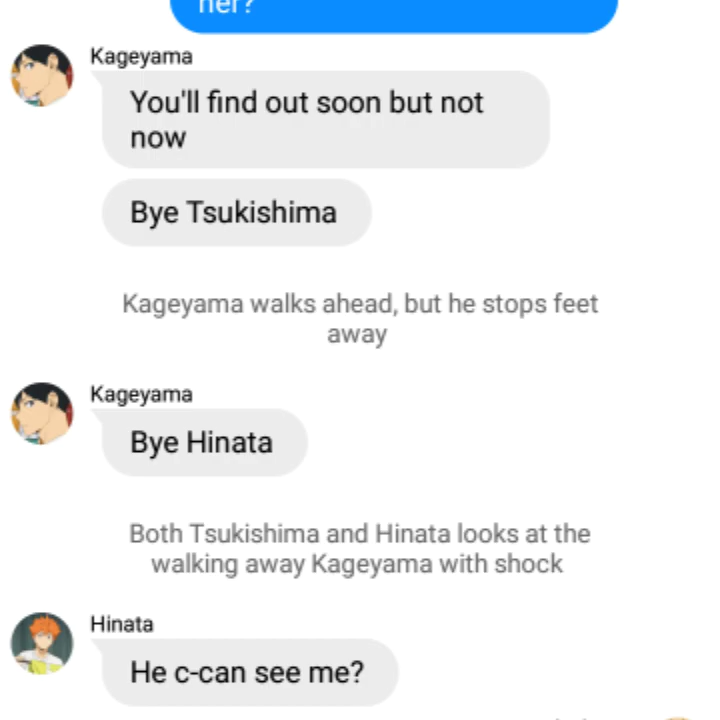 her?
Kageyama
You'll find out soon but not
now
Bye Tsukishima
Kageyama walks ahead, but he stops feet
away
Kageyama
Bye Hinata
Both Tsukishima and Hinata looks at the
walking away Kageyama with shock
Hinata
He c-can see me?